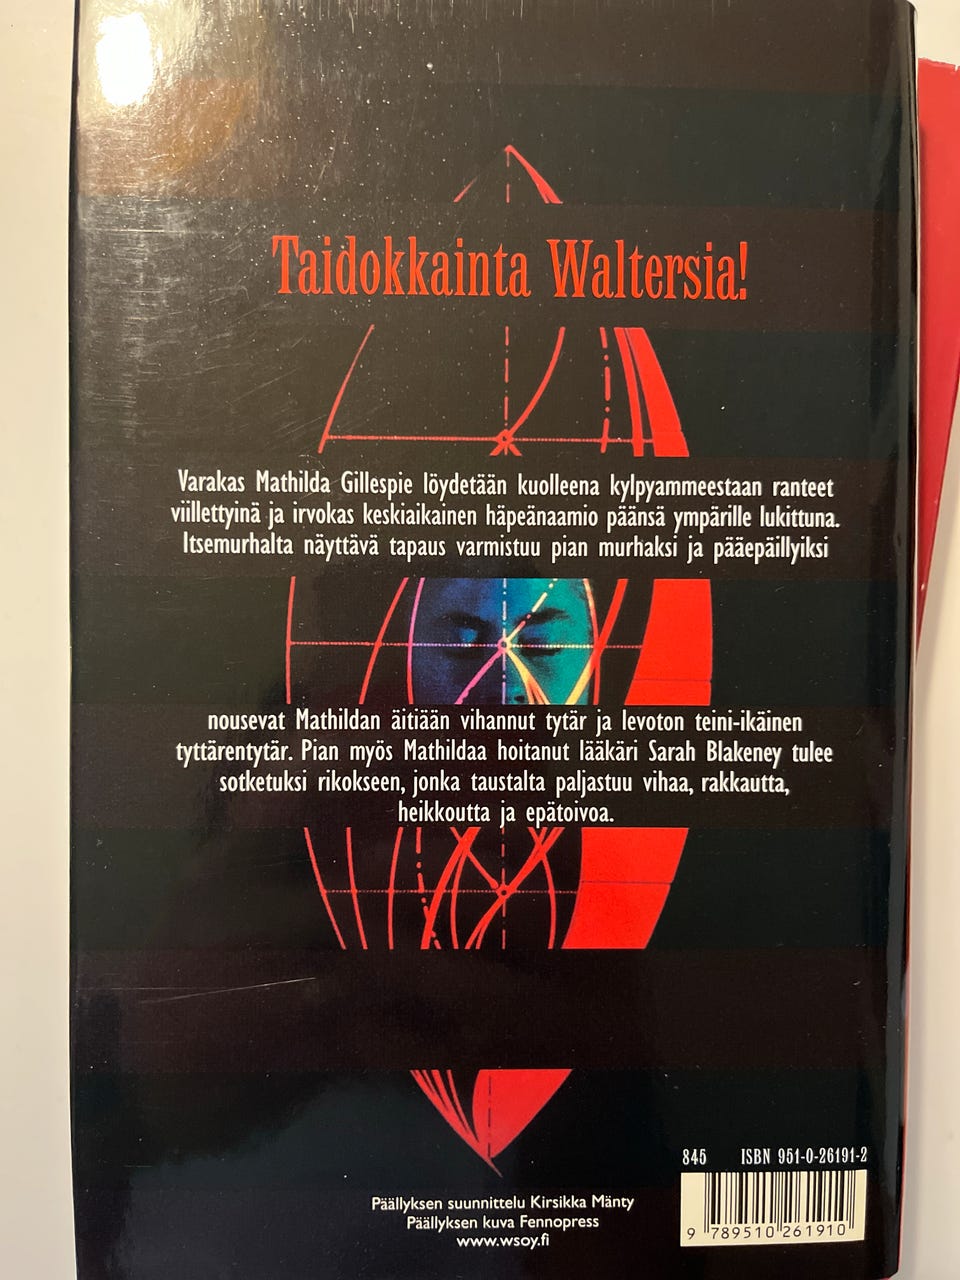 Taidokkainta Waltersia!
Varakas Mathilda Gillespie löydetään kuolleena kylpyammeestaan ranteet
viillettyinä ja irvokas keskiaikainen häpeänaamio päänsä ympärille lukittuna.
Itsemurhalta näyttävä tapaus varmistuu pian murhaksi ja pääepäillyiksi
nousevat Mathildan äitiään vihannut tytär ja levoton teini-ikäinen
tyttärentytär. Pian myös Mathildaa hoitanut lääkäri Sarah Blakeney tulee
sotketuksi rikokseen, jonka taustalta paljastuu vihaa, rakkautta,
heikkoutta ja epätoivoa.
845 ISBN 951-0-26191-2
9 789510 261910
Päällyksen suunnittelu Kirsikka Mänty
Päällyksen kuva Fennopress
www.wsoy.fi